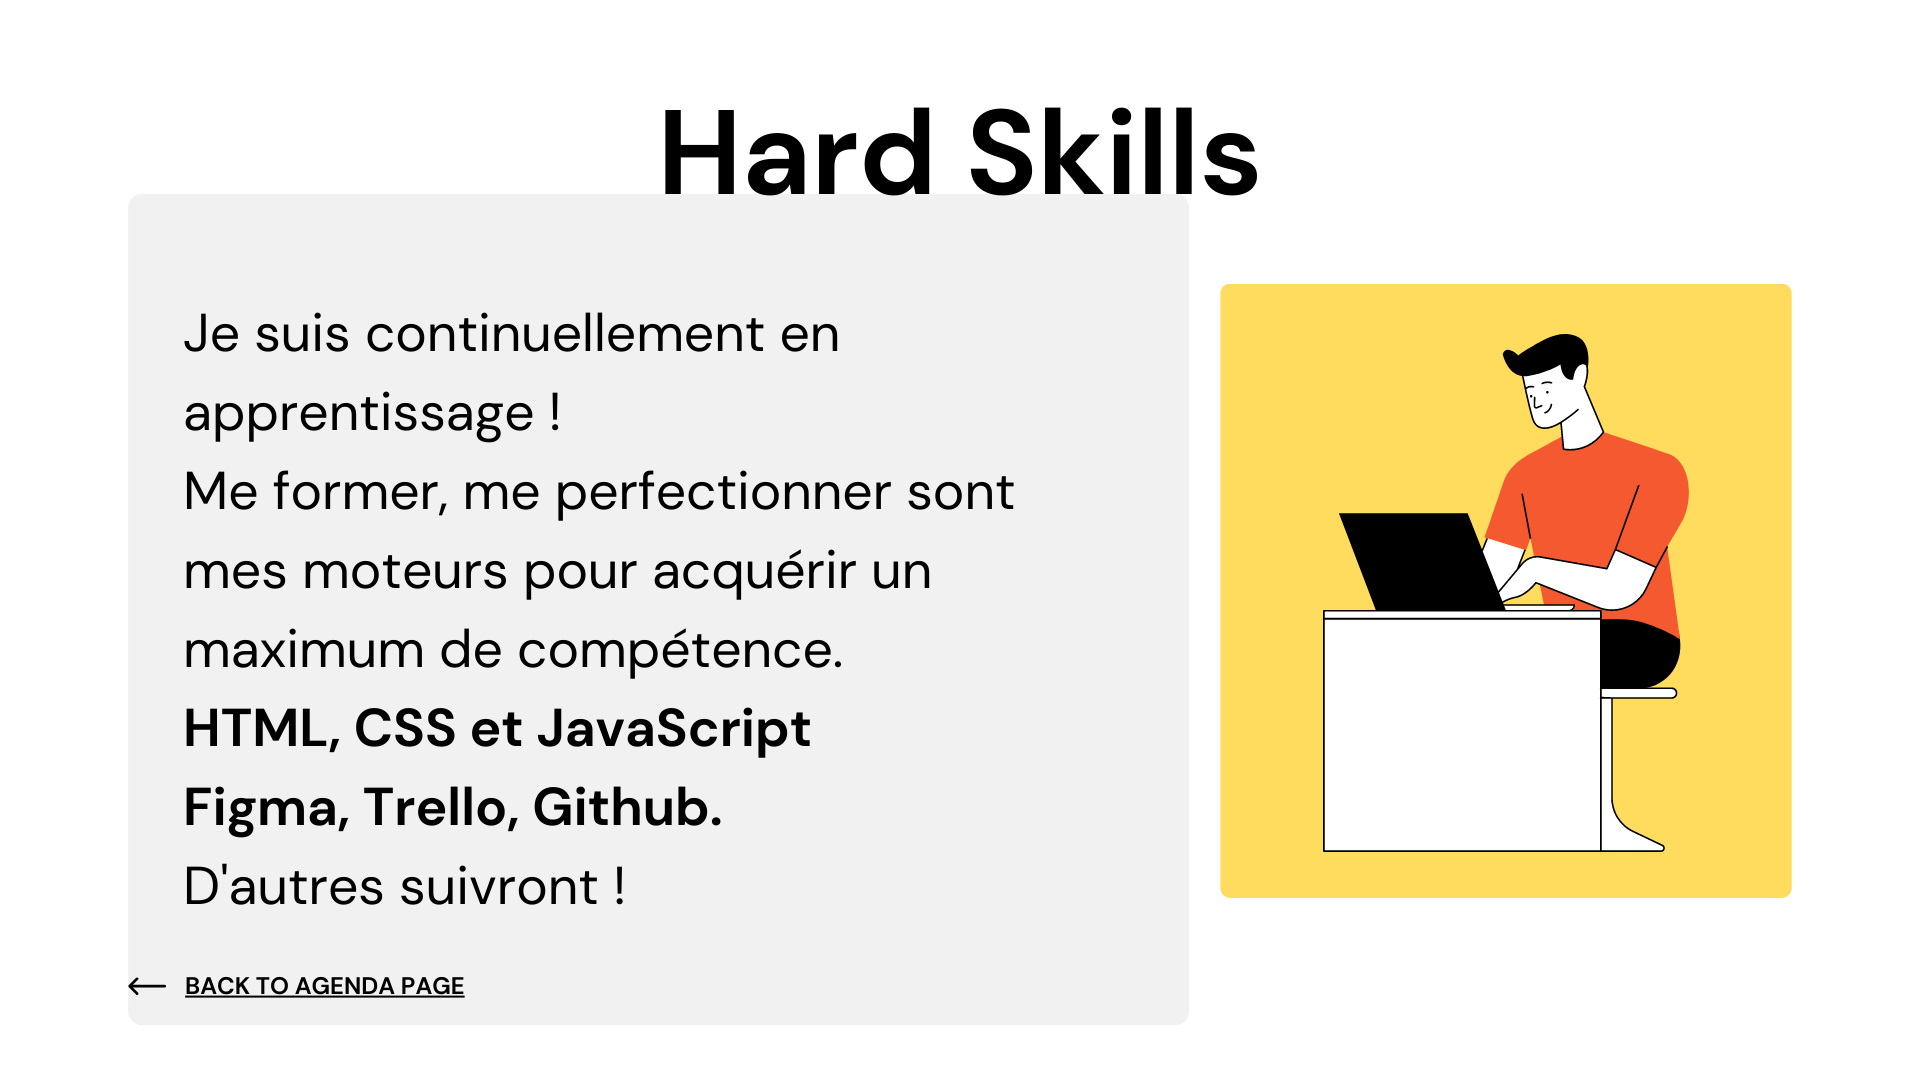 Hard Skills
Je suis continuellement en
apprentissage !
Me former, me perfectionner sont
mes moteurs pour acquérir un
maximum de compétence.
HTML, CSS et JavaScript
Figma, Trello, Github.
D'autres suivront !
BACK TO AGENDA PAGE